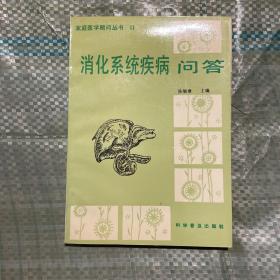 家庭医学顾问丛书
消化系统疾病 问答
主编
科学普及出版社